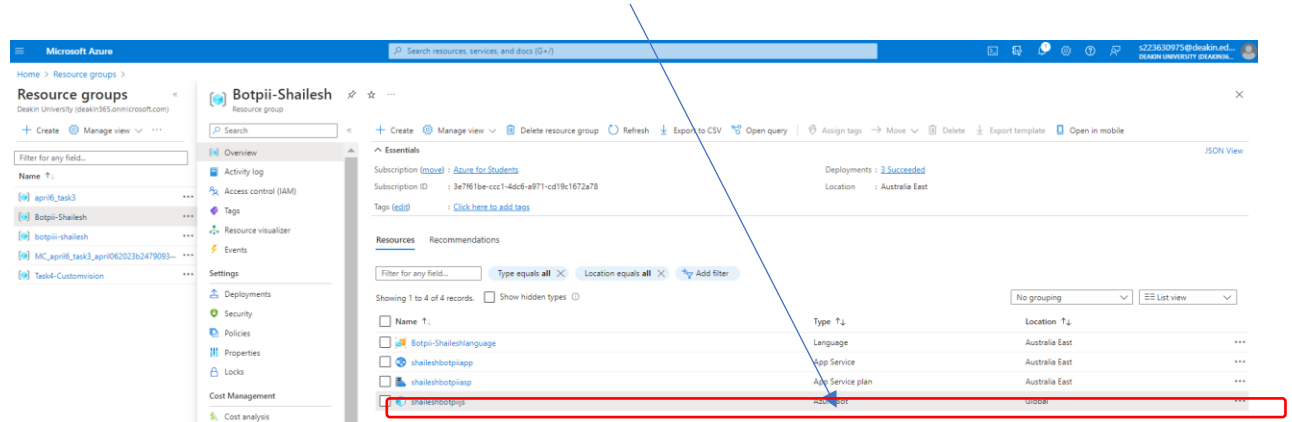 Microsoft Azure
Search resources, services, and docs (G+/)
s223630975@deakin.ed...
DEAKIN UNIVERSITY (DEAKIN36...
Home > Resource groups >
Resource groups
Deakin University (deakin365.onmicrosoft.com)
+ Create Manage view ...
Filter for any field...
Name ↑↓
april6_task3 ...
Botpii-Shailesh ...
botpiii-shailesh ...
MC_april6_task3_april062023b2479093— ...
Task4-Customvision ...
Botpii-Shailesh
Resource group
Search
Overview
Activity log
Access control (IAM)
Tags
Resource visualizer
Events
Settings
Deployments
Security
Policies
Properties
Locks
Cost Management
Cost analysis
+ Create Manage view Delete resource group Refresh Export to CSV Open query Assign tags Move Delete Export template Open in mobile
Essentials
JSON View
Subscription (move) : Azure for Students
Deployments : 3 Succeeded
Subscription ID : 3e7f61be-ccc1-4dc6-a971-cd19c1672a78
Location : Australia East
Tags (edit) : Click here to add tags
Resources Recommendations
Filter for any field... Type equals all Location equals all Add filter
Showing 1 to 4 of 4 records. Show hidden types
No grouping List view
Name ↑↓ Type ↑↓ Location ↑↓
Botpii-Shaileshlanguage Language Australia East ...
shaileshbotpiiapp App Service Australia East ...
shaileshbotpiiasp App Service plan Australia East ...
shaileshbotpiijs Azure Bot Global ...